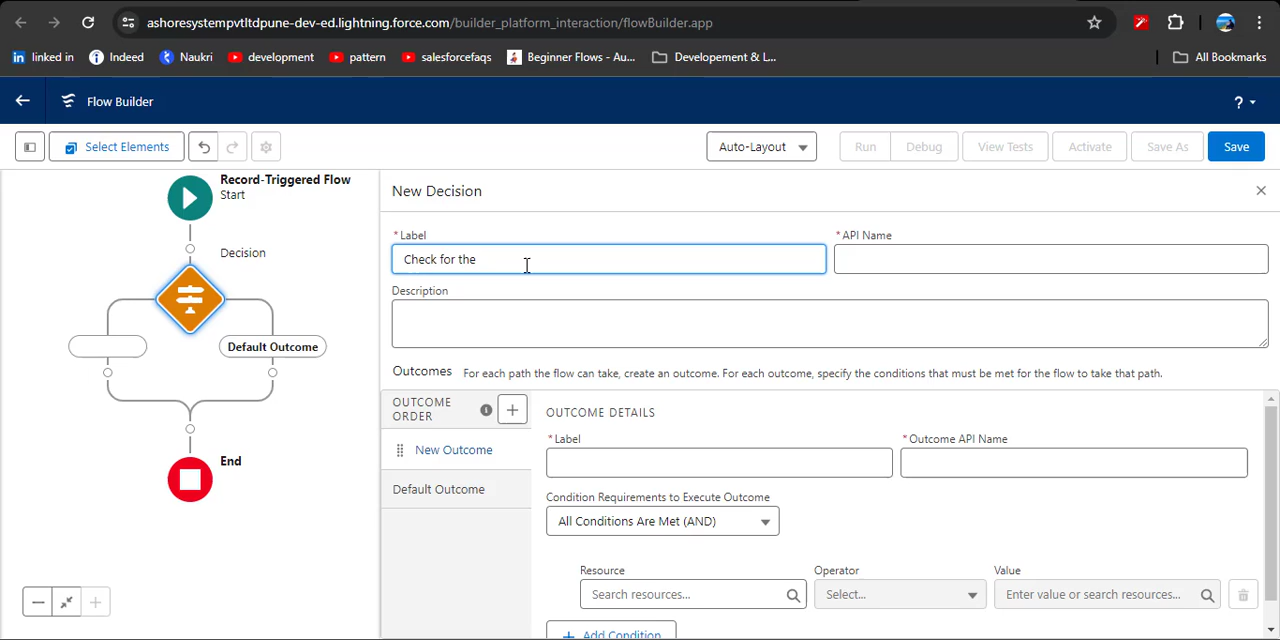 ashoresystempvtltdpune-dev-ed.lightning.force.com/builder_platform_interaction/flowBuilder.app
linked in
Indeed
Naukri
development
pattern
salesforcefaqs
Beginner Flows - Au...
Developement & L...
All Bookmarks
Flow Builder
?
Select Elements
Auto-Layout
Run
Debug
View Tests
Activate
Save As
Save
Record-Triggered Flow
Start
Decision
Default Outcome
End
New Decision
* Label
* API Name
Check for the
Description
Outcomes For each path the flow can take, create an outcome. For each outcome, specify the conditions that must be met for the flow to take that path.
OUTCOME ORDER
New Outcome
Default Outcome
OUTCOME DETAILS
* Label
* Outcome API Name
Condition Requirements to Execute Outcome
All Conditions Are Met (AND)
Resource
Operator
Value
Search resources...
Select...
Enter value or search resources...
+ Add Condition